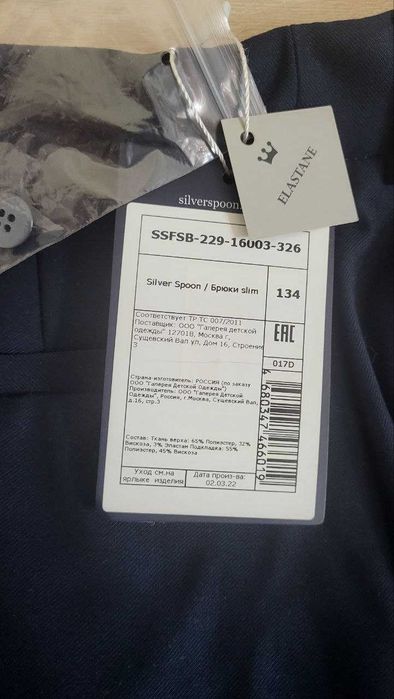 ELASTANE
silverspoon.
SSFSB-229-16003-326
Silver Spoon / Брюки slim
134
Соответствует ТР ТС 007/2011
Поставщик: ООО "Галерея детской
одежды" 127018, Москва г,
Сущевский Вал ул, Дом 16, Строение
3
EAC
017D
Страна-изготовитель: РОССИЯ (по заказу
ООО "Галерея Детской Одежды")
Производитель: ООО "Галерея Детской
Одежды", Россия, г.Москва, Сущевский Вал,
д.16, стр.3
Состав: Ткань верха: 65% Полиэстер, 32%
Вискоза, 3% Эластан Подкладка: 55%
Полиэстер, 45% Вискоза
Уход см.на
ярлыке изделия
Дата произ-ва:
02.03.22
4 680347 466019